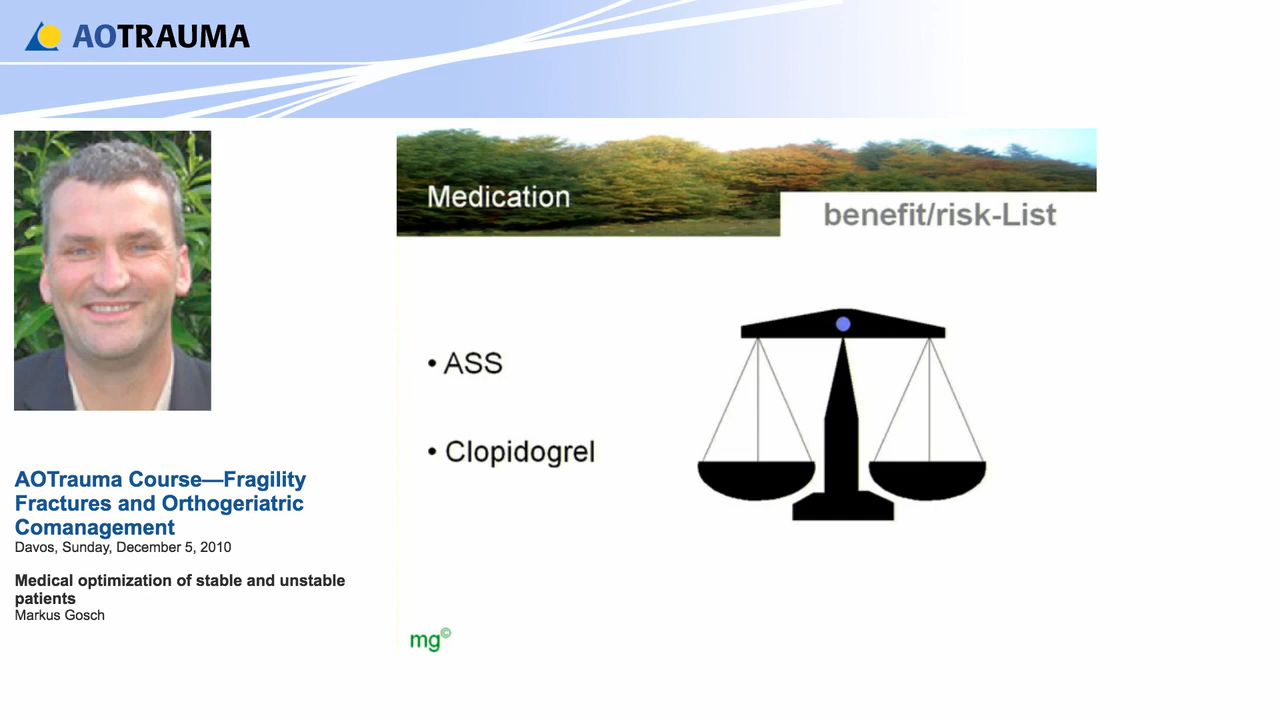 AOTRAUMA
Medication
benefit/risk-List
• ASS
• Clopidogrel
mg©
AOTrauma Course—Fragility
Fractures and Orthogeriatric
Comanagement
Davos, Sunday, December 5, 2010
Medical optimization of stable and unstable
patients
Markus Gosch